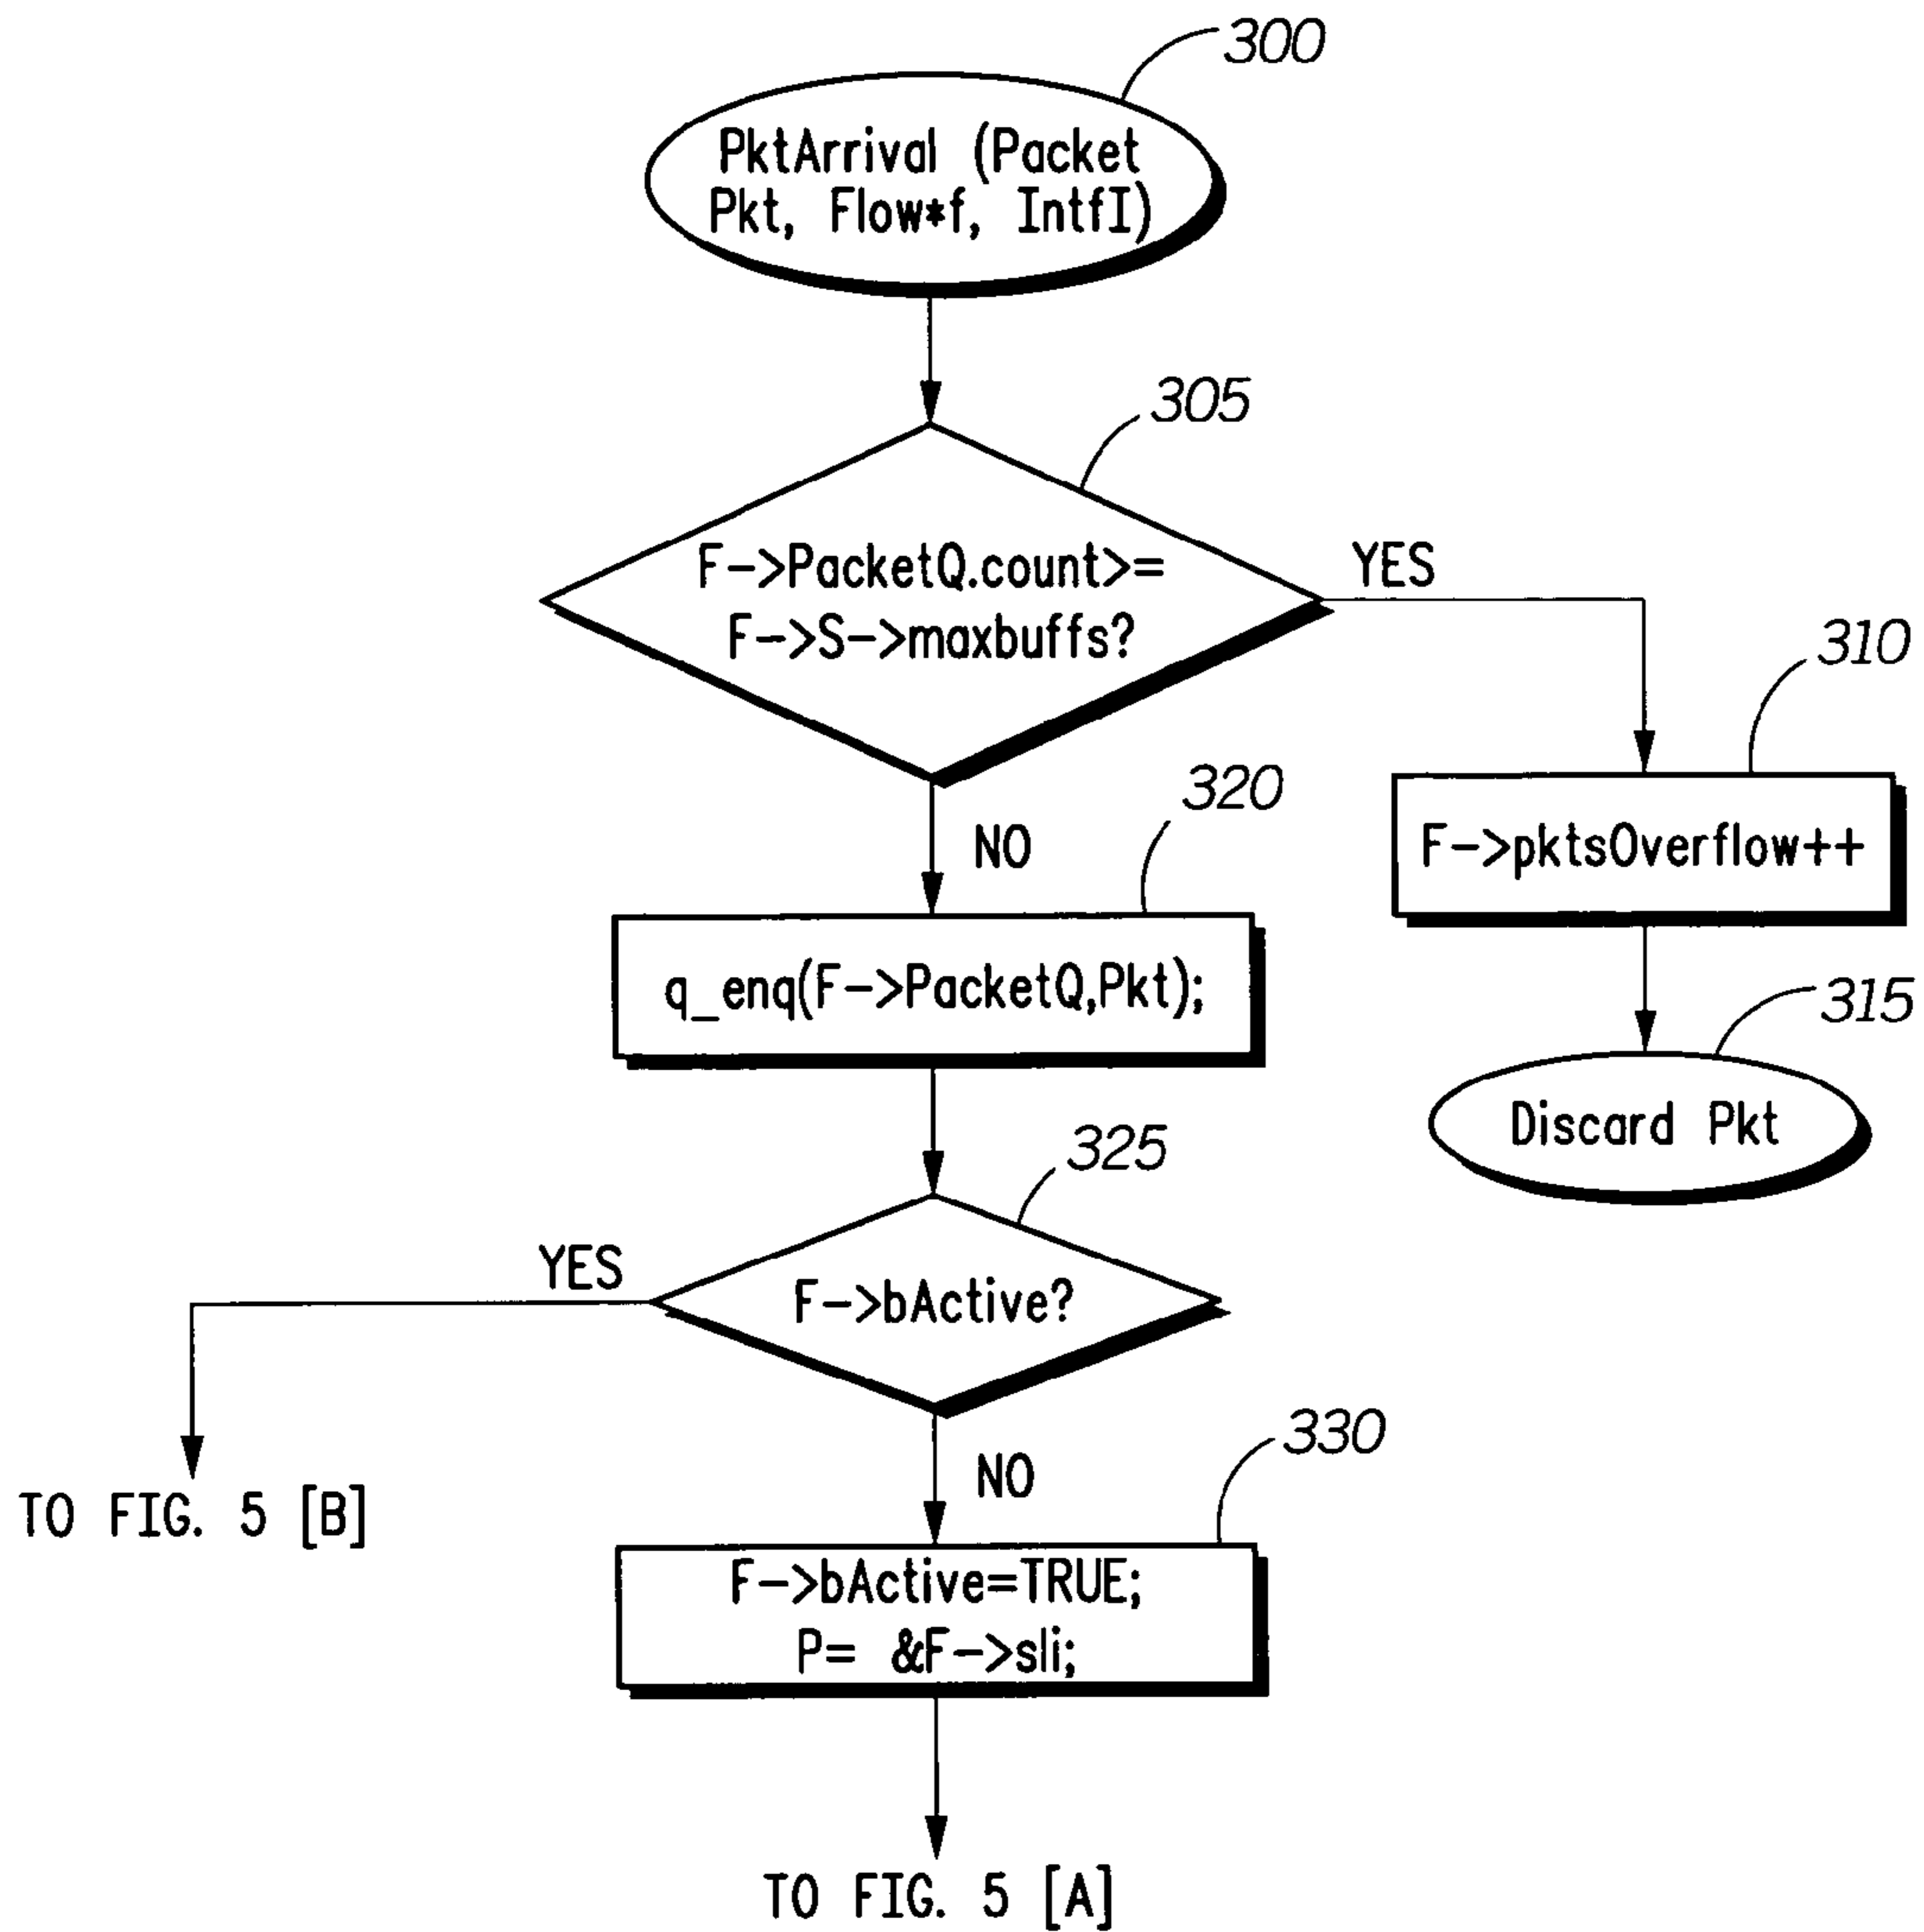 300
PktArrival (Packet
Pkt, Flow*f, IntfI)
305
F->PacketQ.count>=
F->S->maxbuffs?
YES
310
F->pktsOverflow++
315
Discard Pkt
NO
320
q_enq(F->PacketQ,Pkt);
325
YES
F->bActive?
TO FIG. 5 [B]
NO
330
F->bActive=TRUE;
P= &F->sli;
TO FIG. 5 [A]